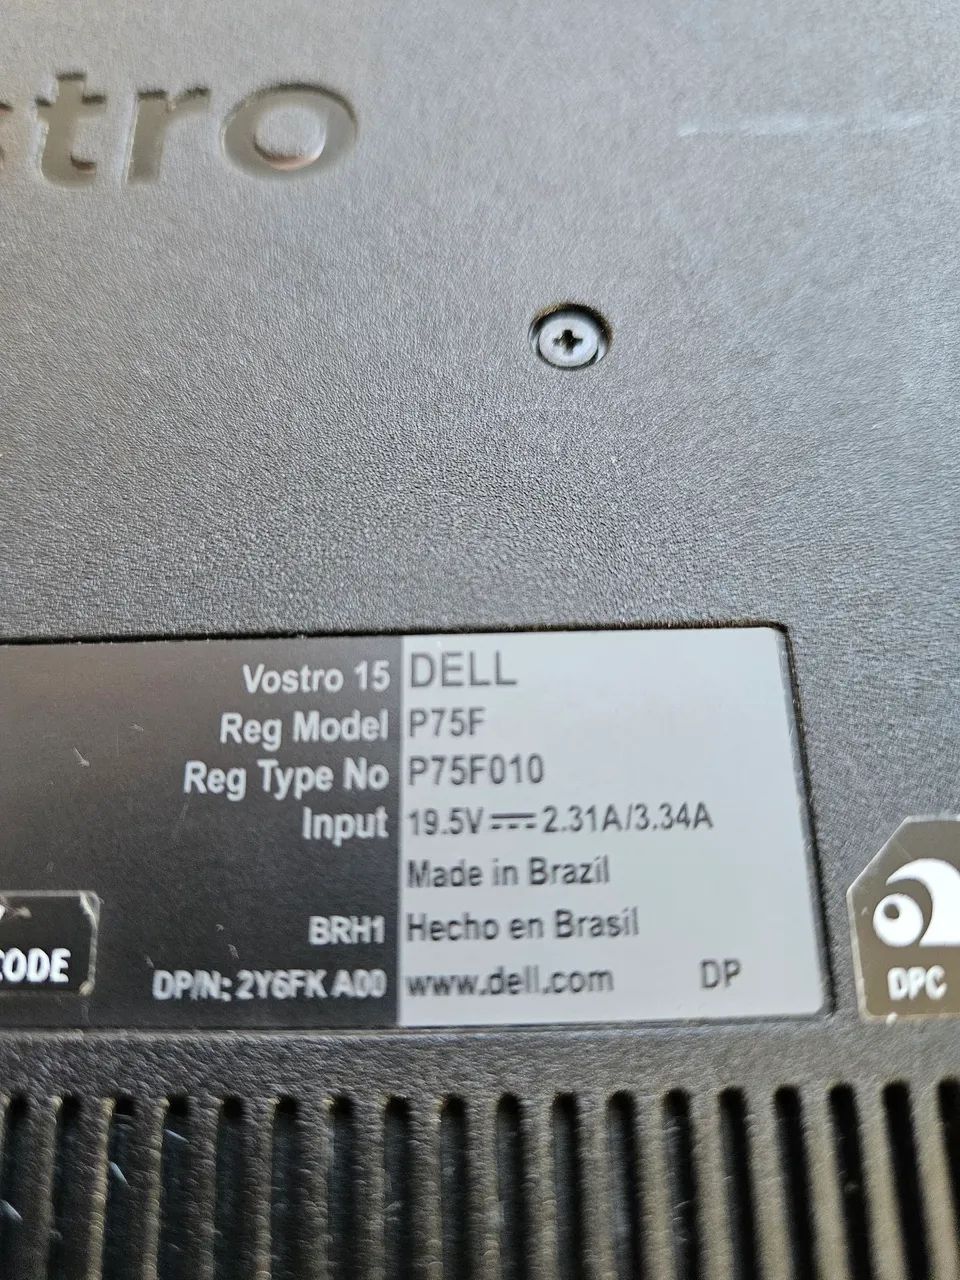 stro
Vostro 15 DELL
Reg Model P75F
Reg Type No P75F010
Input 19.5V⎓2.31A/3.34A
Made in Brazil
BRH1 Hecho en Brasil
DP/N: 2Y6FK A00 www.dell.com DP
CODE
DPC